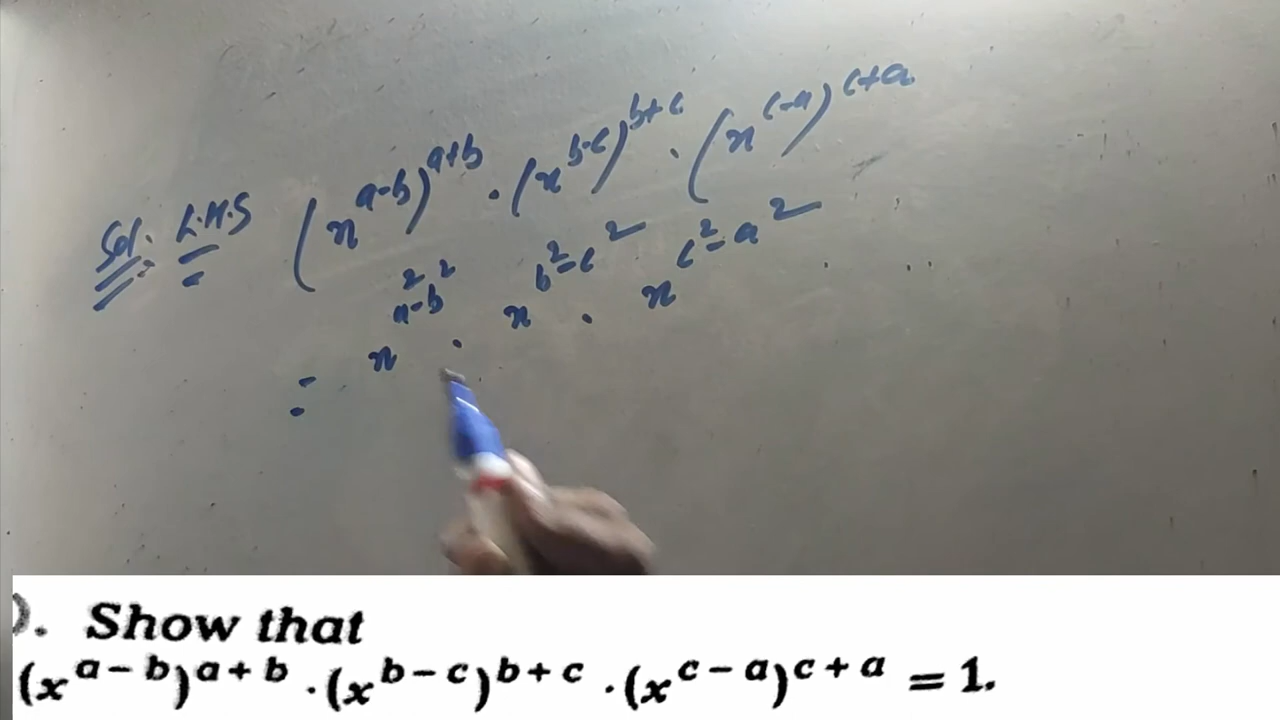 Sol. L.H.S (x^{a-b})^{a+b} · (x^{b-c})^{b+c} · (x^{c-a})^{c+a}
= x^{a²-b²} · x^{b²-c²} · x^{c²-a²}
). Show that
(x^{a-b})^{a+b} · (x^{b-c})^{b+c} · (x^{c-a})^{c+a} = 1.